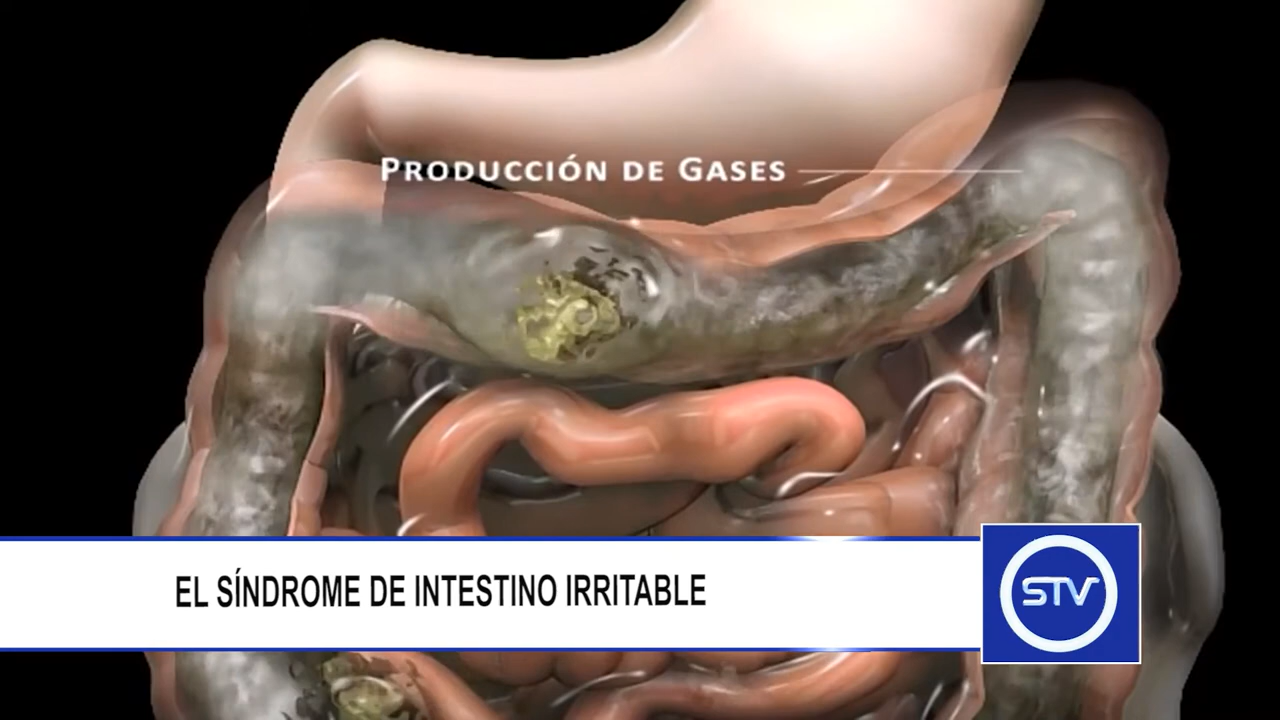 PRODUCCIÓN DE GASES
EL SÍNDROME DE INTESTINO IRRITABLE
STV